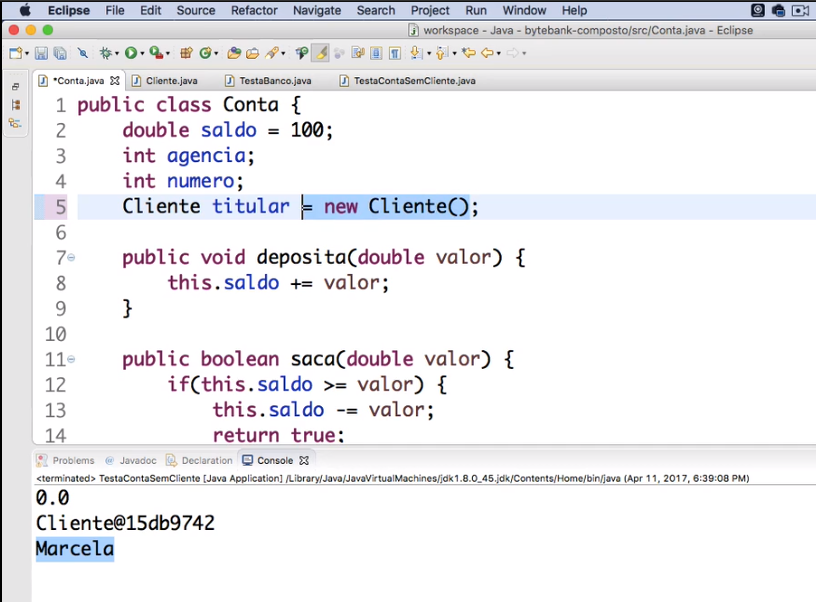 Eclipse File Edit Source Refactor Navigate Search Project Run Window Help
workspace - Java - bytebank-composto/src/Conta.java - Eclipse
*Conta.java Cliente.java TestaBanco.java TestaContaSemCliente.java
1 public class Conta {
2 double saldo = 100;
3 int agencia;
4 int numero;
5 Cliente titular = new Cliente();
6
7 public void deposita(double valor) {
8 this.saldo += valor;
9 }
10
11 public boolean saca(double valor) {
12 if(this.saldo >= valor) {
13 this.saldo -= valor;
14 return true;
Problems Javadoc Declaration Console
<terminated> TestaContaSemCliente [Java Application] /Library/Java/JavaVirtualMachines/jdk1.8.0_45.jdk/Contents/Home/bin/java (Apr 11, 2017, 6:39:08 PM)
0.0
Cliente@15db9742
Marcela